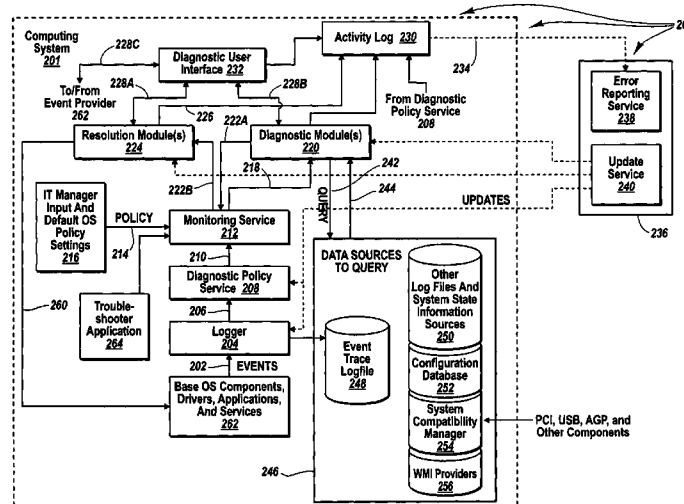 20
Computing
System
201
228C
To/From
Event Provider
262
Diagnostic User
Interface
232
228A
228B
226
Activity Log
230
234
From Diagnostic
Policy Service
208
Error
Reporting
Service
238
Update
Service
240
236
Resolution Module(s)
224
222A
Diagnostic Module(s)
220
218
222B
QUERY
242
244
UPDATES
IT Manager
Input And
Default OS
Policy
Settings
216
POLICY
214
Monitoring Service
212
210
Diagnostic Policy
Service 208
206
260
Trouble-
shooter
Application
264
Logger
204
202
EVENTS
Base OS Components,
Drivers, Applications,
And Services
262
DATA SOURCES
TO QUERY
Event
Trace
Logfile
248
Other
Log Files And
System State
Information
Sources
250
Configuration
Database
252
System
Compatibility
Manager
254
WMI Providers
256
246
PCI, USB, AGP, and
Other Components